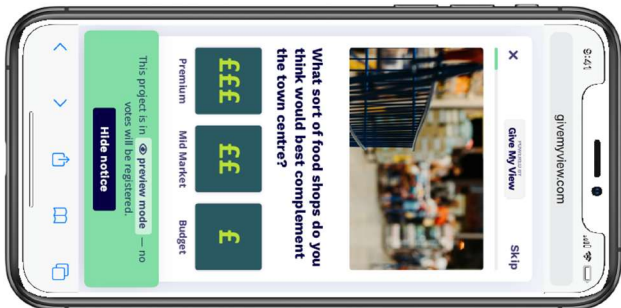 14:34
givemyview.com
POWERED BY
Give My View
Skip
What sort of food shops do you
think would best complement
the town centre?
£££
££
£
Premium
Mid Market
Budget
This project is in preview mode — no
votes will be registered.
Hide notice